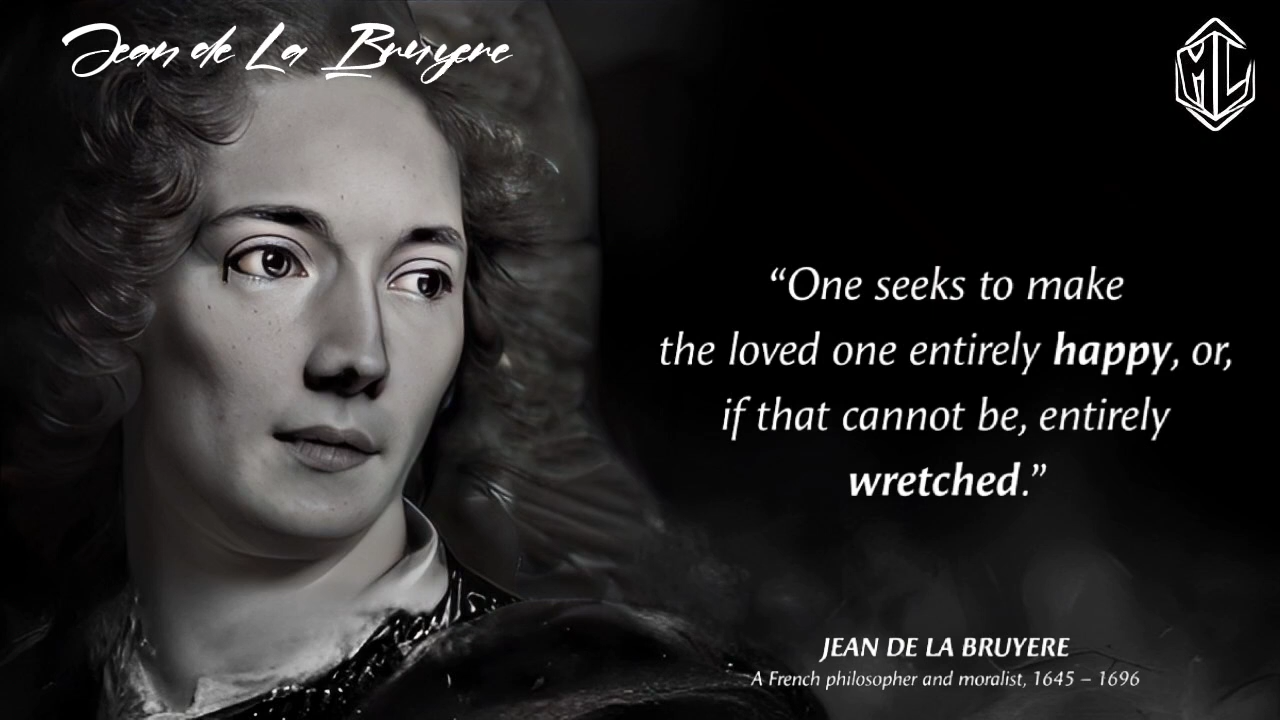 Jean de La Bruyere
ML
“One seeks to make
the loved one entirely happy, or,
if that cannot be, entirely
wretched.”
JEAN DE LA BRUYERE
A French philosopher and moralist, 1645 – 1696